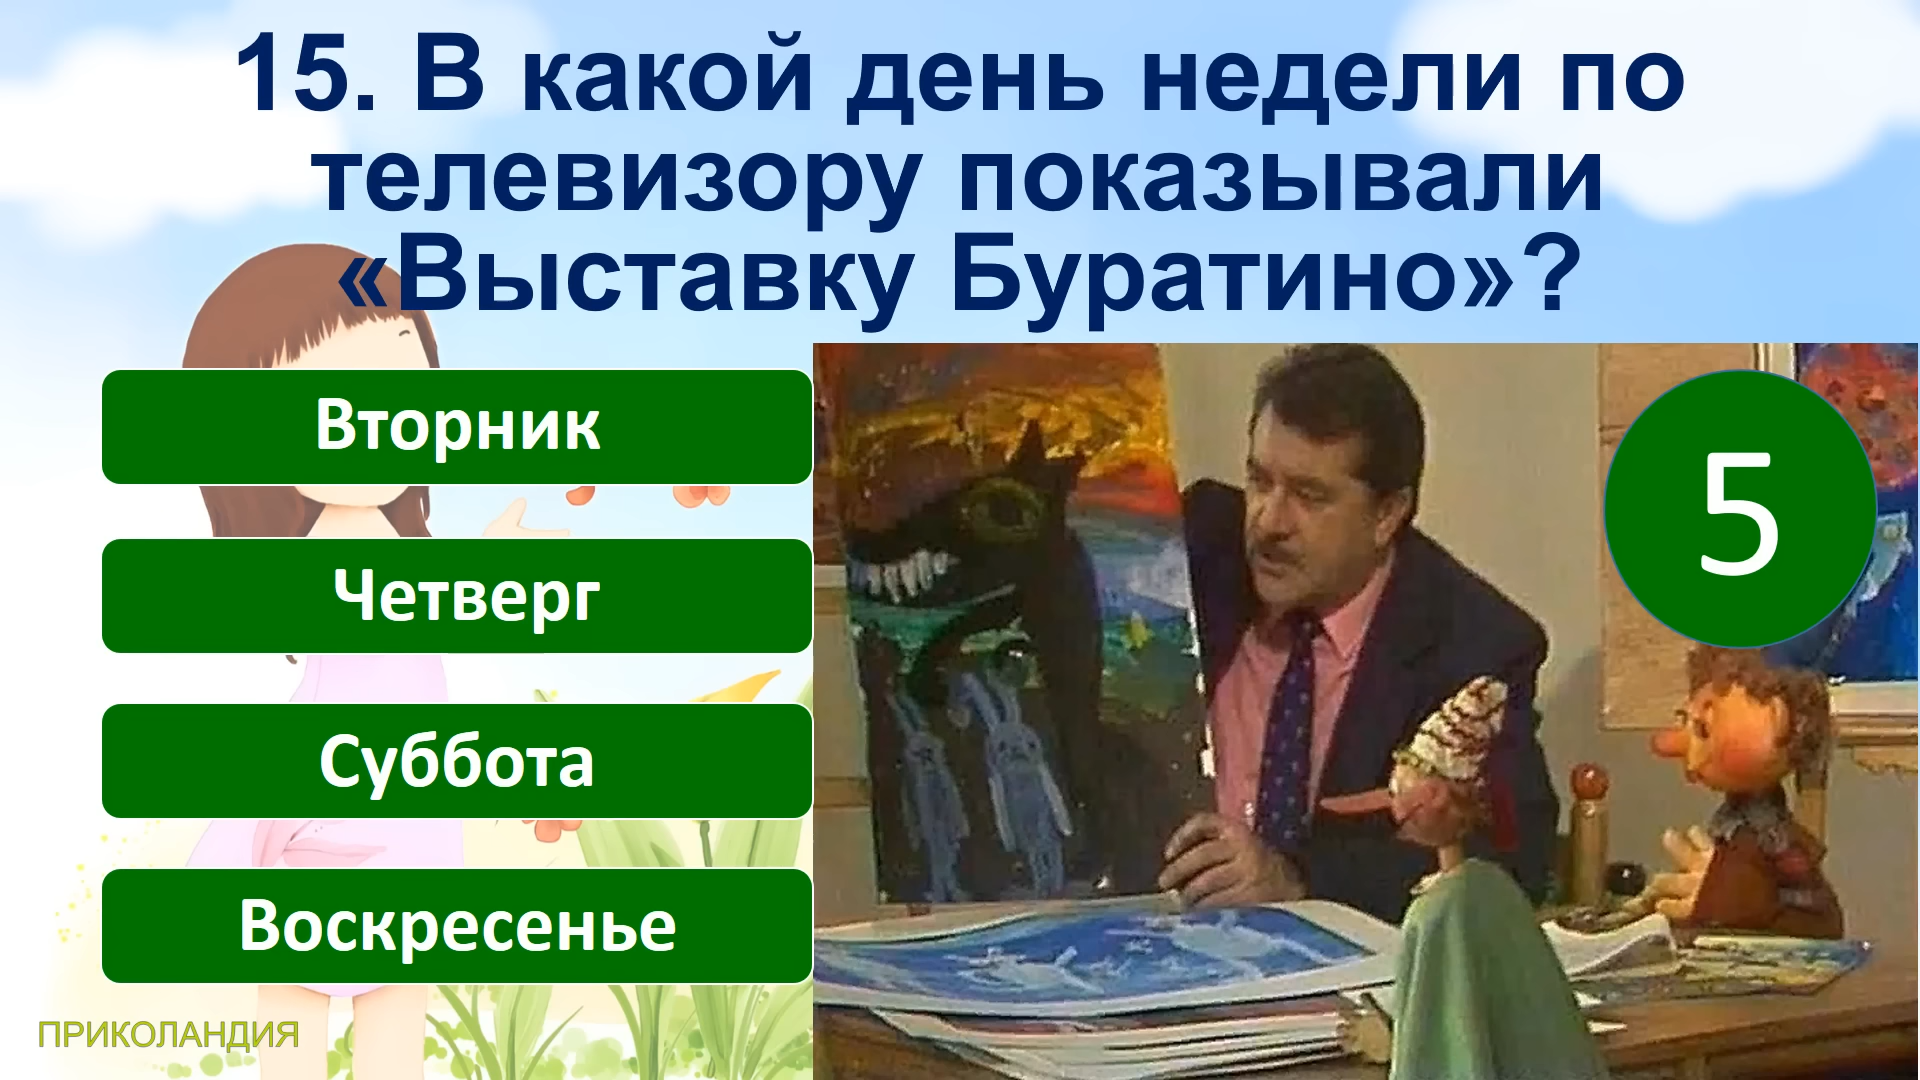 15. В какой день недели по
телевизору показывали
«Выставку Буратино»?
Вторник
5
Четверг
Суббота
Воскресенье
ПРИКОЛАНДИЯ